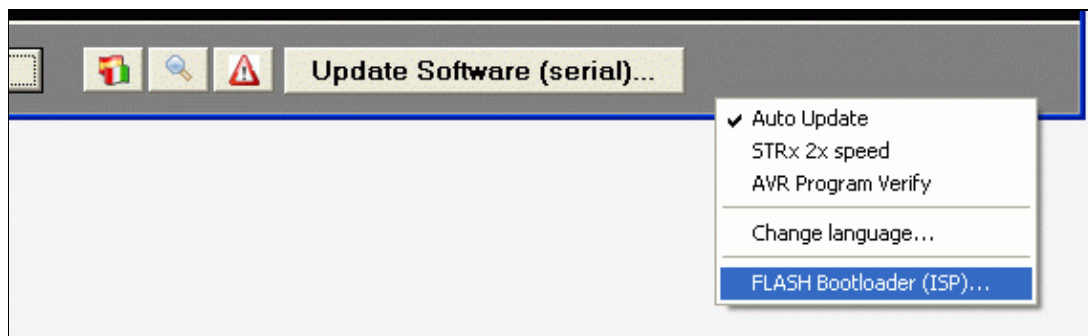 Update Software (serial)...
Auto Update
STRx 2x speed
AVR Program Verify
Change language...
FLASH Bootloader (ISP)...